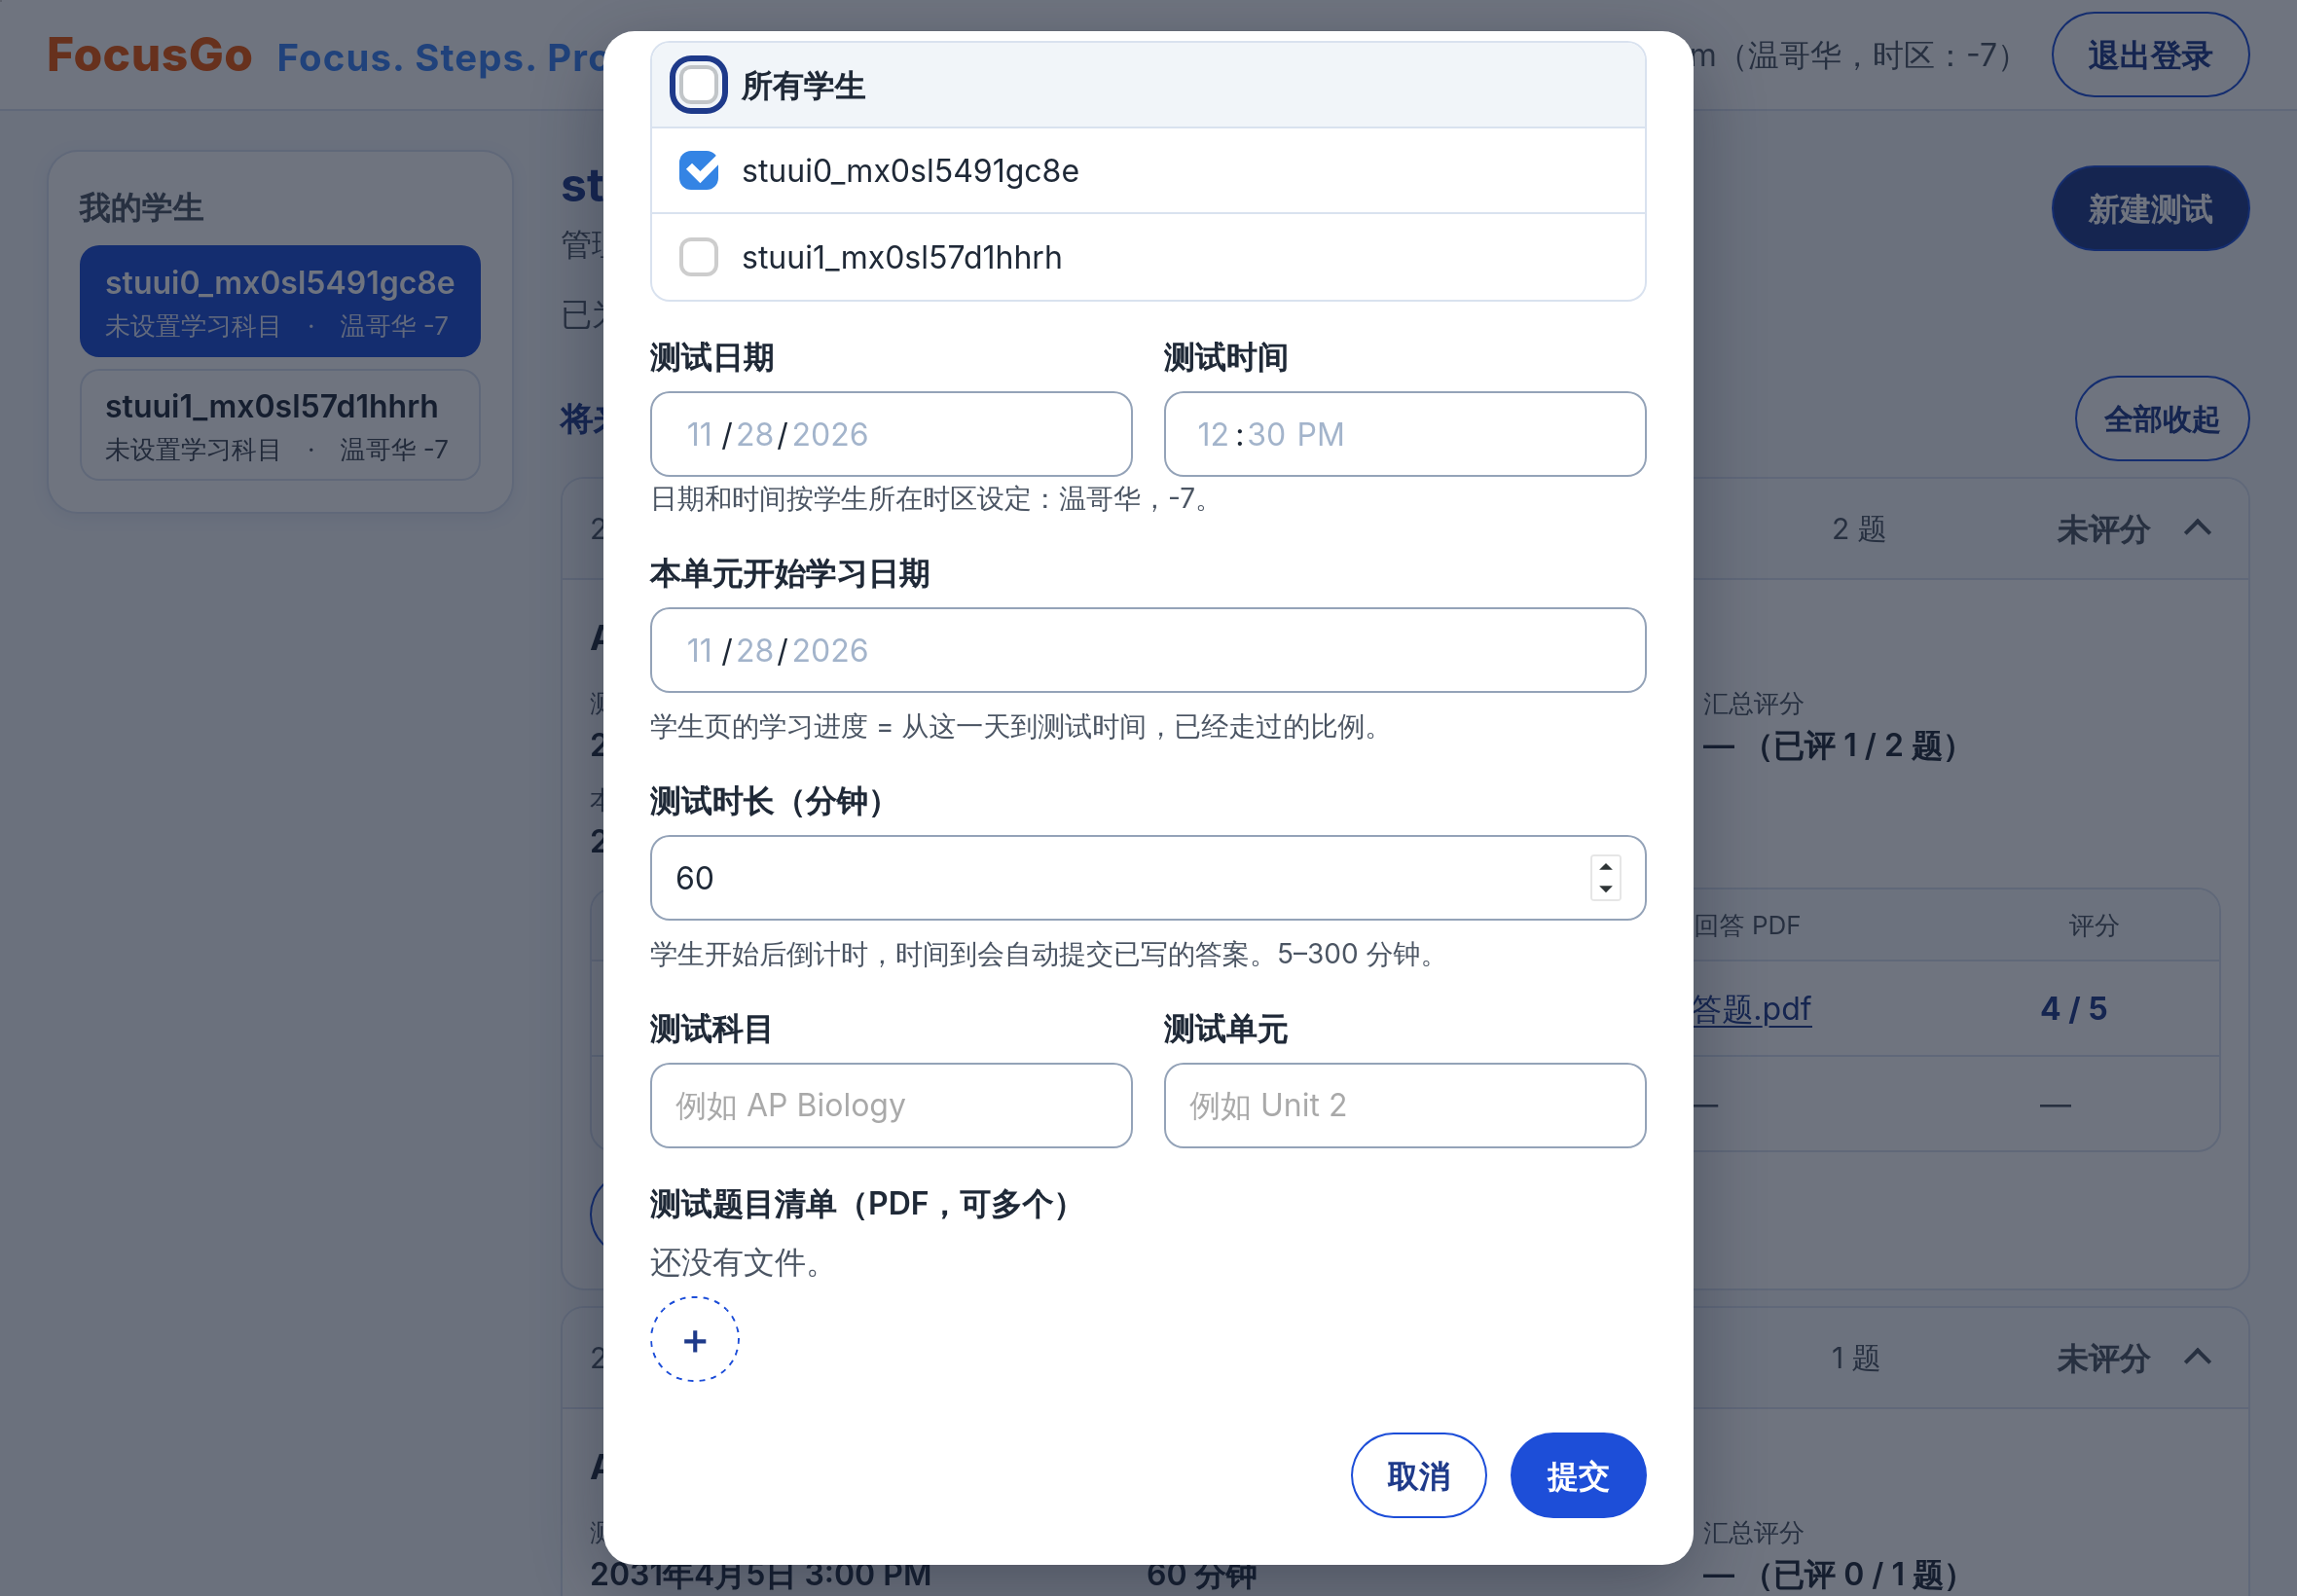 FocusGo Focus. Steps. Pro
m（温哥华，时区：-7）
退出登录
我的学生
stuui0_mx0sl5491gc8e
未设置学习科目 · 温哥华 -7
stuui1_mx0sl57d1hhrh
未设置学习科目 · 温哥华 -7
st
新建测试
全部收起
所有学生
stuui0_mx0sl5491gc8e
stuui1_mx0sl57d1hhrh
测试日期 测试时间
11/28/2026 12:30 PM
日期和时间按学生所在时区设定：温哥华，-7。
本单元开始学习日期
11/28/2026
学生页的学习进度 = 从这一天到测试时间，已经走过的比例。
测试时长（分钟）
60
学生开始后倒计时，时间到会自动提交已写的答案。5–300 分钟。
测试科目 测试单元
例如 AP Biology 例如 Unit 2
测试题目清单（PDF，可多个）
还没有文件。
+
取消 提交
2 题 未评分
汇总评分
— （已评 1 / 2 题）
回答 PDF 评分
答题.pdf 4 / 5
— —
1 题 未评分
汇总评分
2031年4月5日 3:00 PM 60 分钟 — （已评 0 / 1 题）